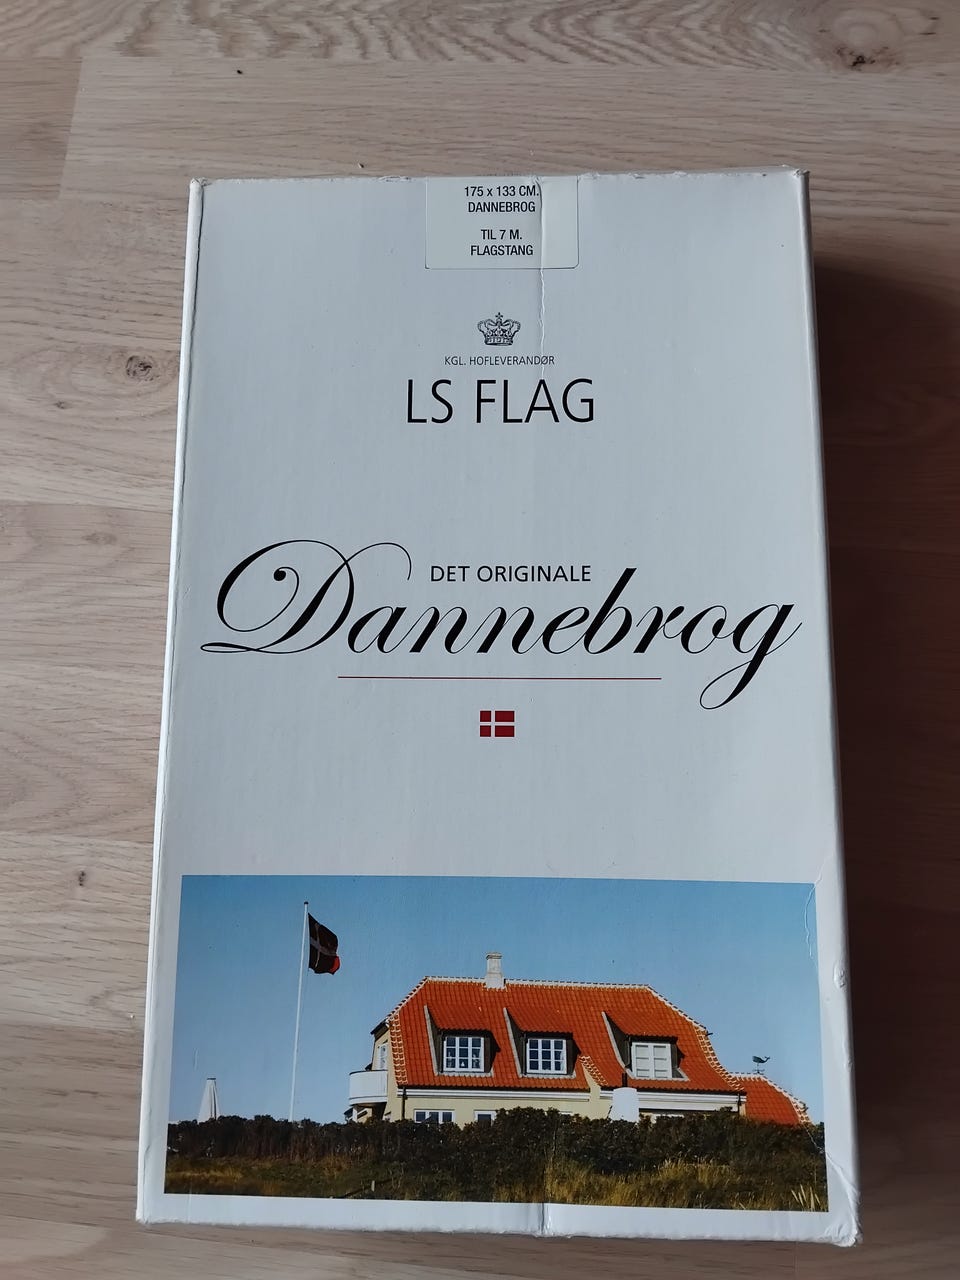 175 x 133 CM.
DANNEBROG
TIL 7 M.
FLAGSTANG
KGL. HOFLEVERANDØR
LS FLAG
DET ORIGINALE
Dannebrog